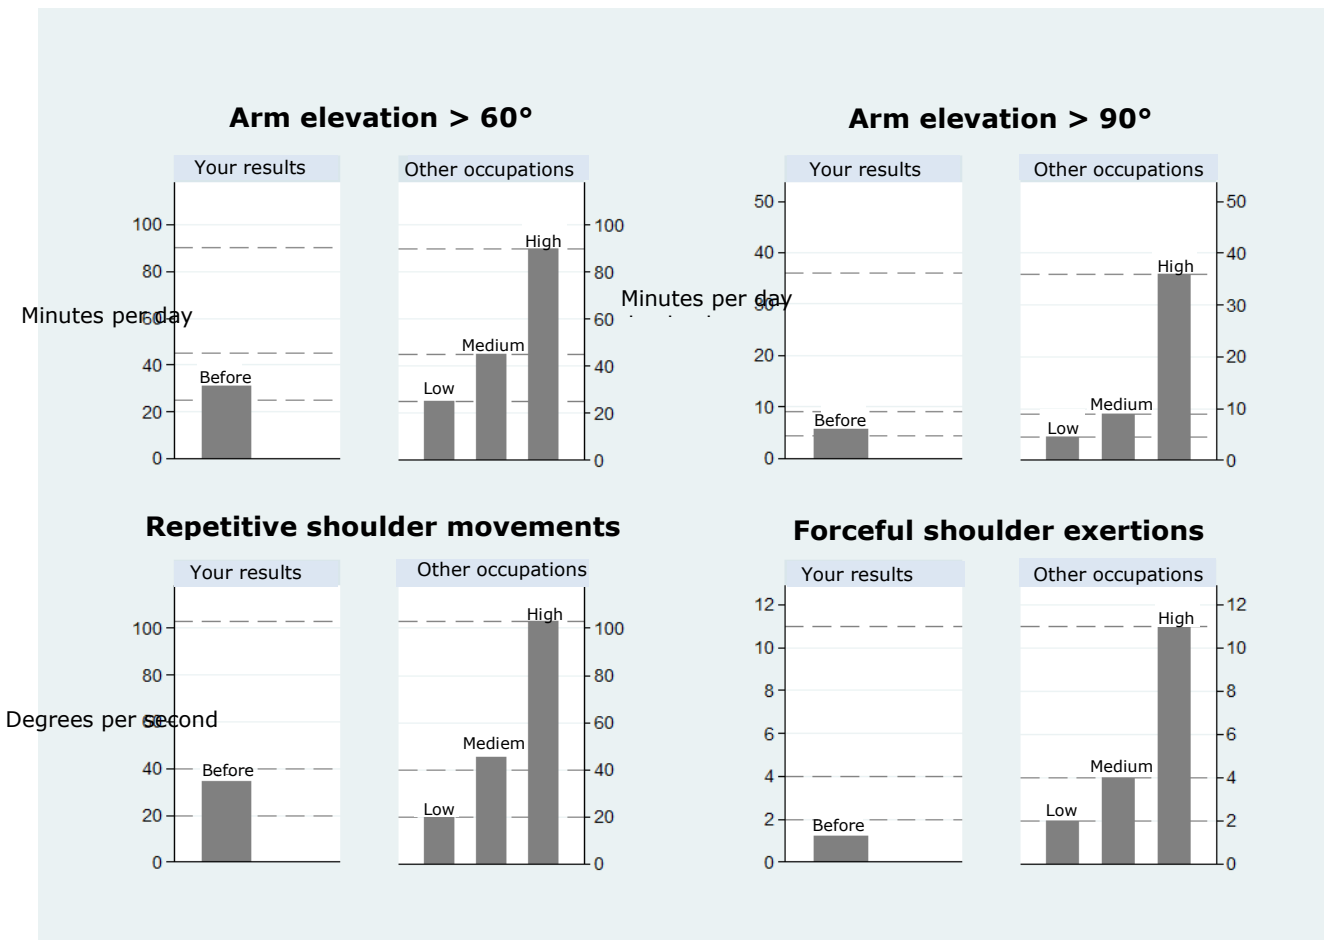 Arm elevation > 60°
Arm elevation > 90°
Your results
Other occupations
Your results
Other occupations
100
80
60
40
20
0
Minutes per day
Before
Low
Medium
High
100
80
60
40
20
0
Minutes per day
50
40
30
20
10
0
Before
Low
Medium
High
50
40
30
20
10
0
Repetitive shoulder movements
Forceful shoulder exertions
Your results
Other occupations
Your results
Other occupations
100
80
60
40
20
0
Degrees per second
Before
Low
Mediem
High
100
80
60
40
20
0
12
10
8
6
4
2
0
Before
Low
Medium
High
12
10
8
6
4
2
0